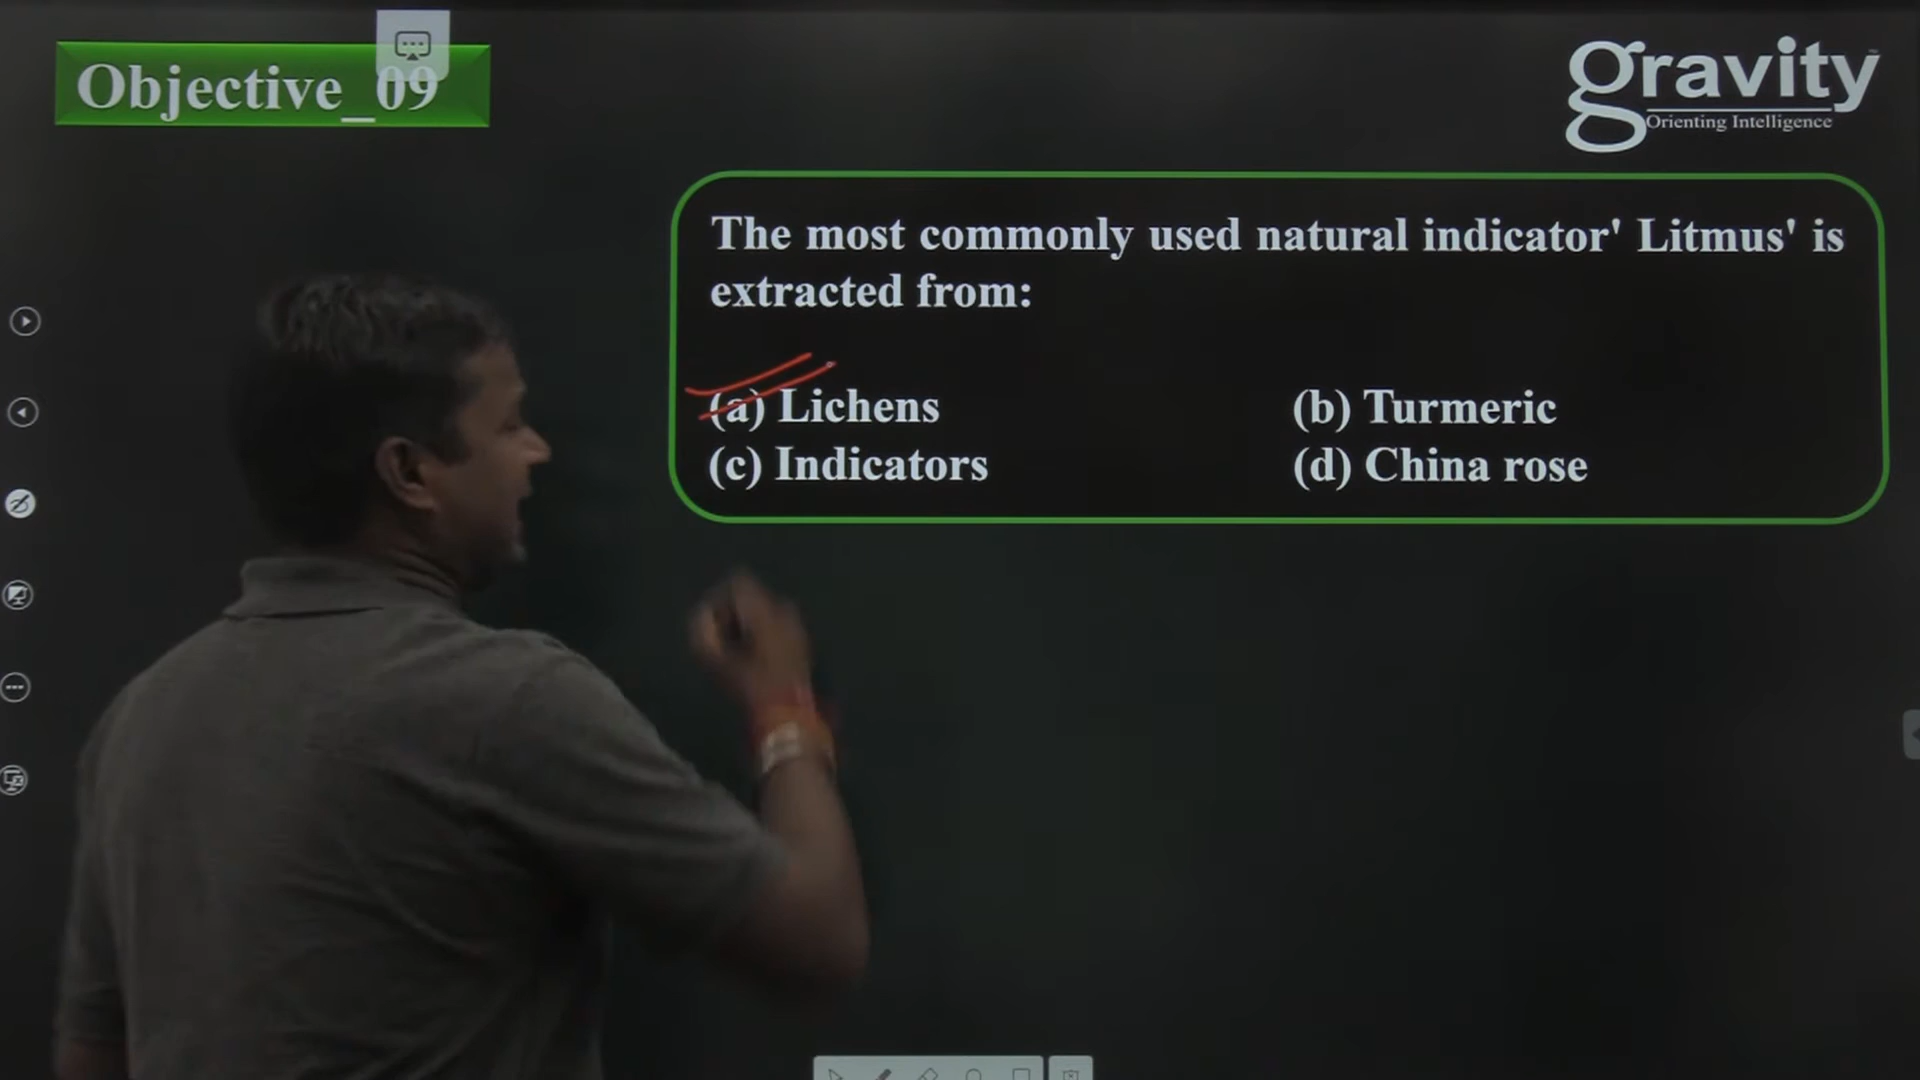 Objective_09
gravity
Orienting Intelligence
The most commonly used natural indicator' Litmus' is
extracted from:
(a) Lichens
(b) Turmeric
(c) Indicators
(d) China rose